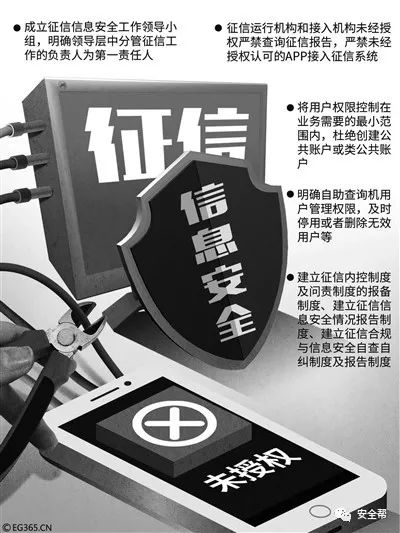 ● 成立征信信息安全工作领导小
组，明确领导层中分管征信工
作的负责人为第一责任人
● 征信运行机构和接入机构未经授
权严禁查询征信报告，严禁未经
授权认可的APP接入征信系统
● 将用户权限控制在
业务需要的最小范
围内，杜绝创建公
共账户或类公共账
户
● 明确自助查询机用
户管理权限，及时
停用或者删除无效
用户等
● 建立征信内控制度
及问责制度的报备
制度、建立征信信
息安全情况报告制
度、建立征信合规
与信息安全自查自
纠制度及报告制度
征信
信息安全
未授权
©EG365.CN
安全帮